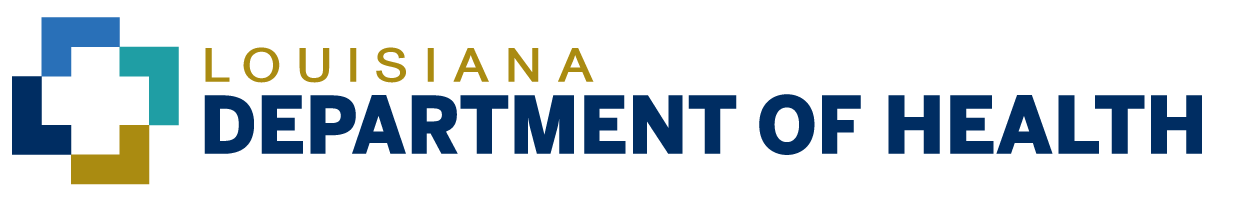 LOUISIANA
DEPARTMENT OF HEALTH